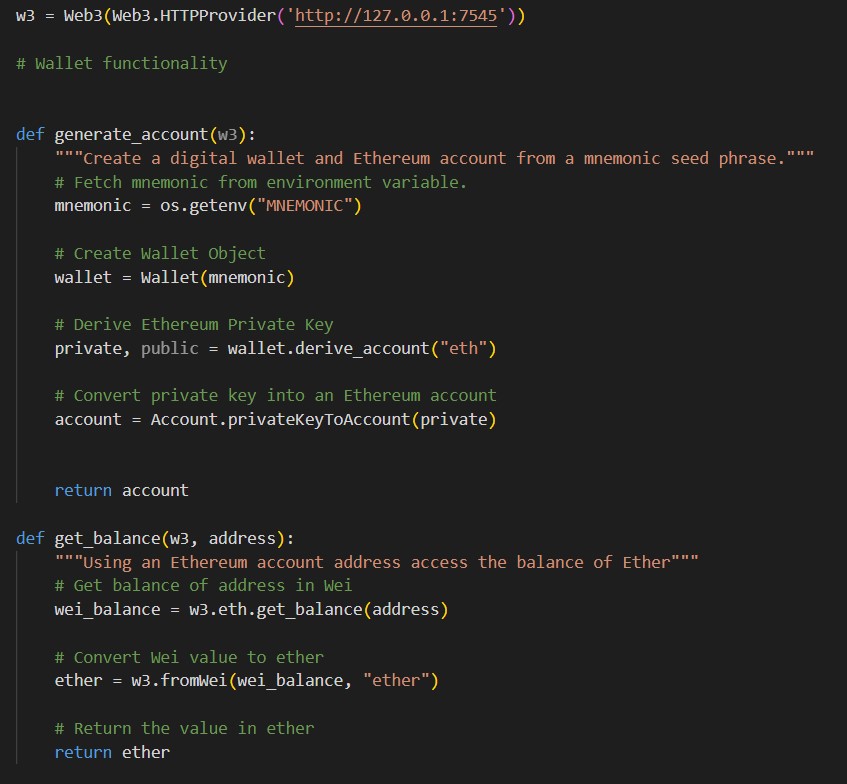 w3 = Web3(Web3.HTTPProvider('http://127.0.0.1:7545'))
# Wallet functionality
def generate_account(w3):
"""Create a digital wallet and Ethereum account from a mnemonic seed phrase."""
# Fetch mnemonic from environment variable.
mnemonic = os.getenv("MNEMONIC")
# Create Wallet Object
wallet = Wallet(mnemonic)
# Derive Ethereum Private Key
private, public = wallet.derive_account("eth")
# Convert private key into an Ethereum account
account = Account.privateKeyToAccount(private)
return account
def get_balance(w3, address):
"""Using an Ethereum account address access the balance of Ether"""
# Get balance of address in Wei
wei_balance = w3.eth.get_balance(address)
# Convert Wei value to ether
ether = w3.fromWei(wei_balance, "ether")
# Return the value in ether
return ether